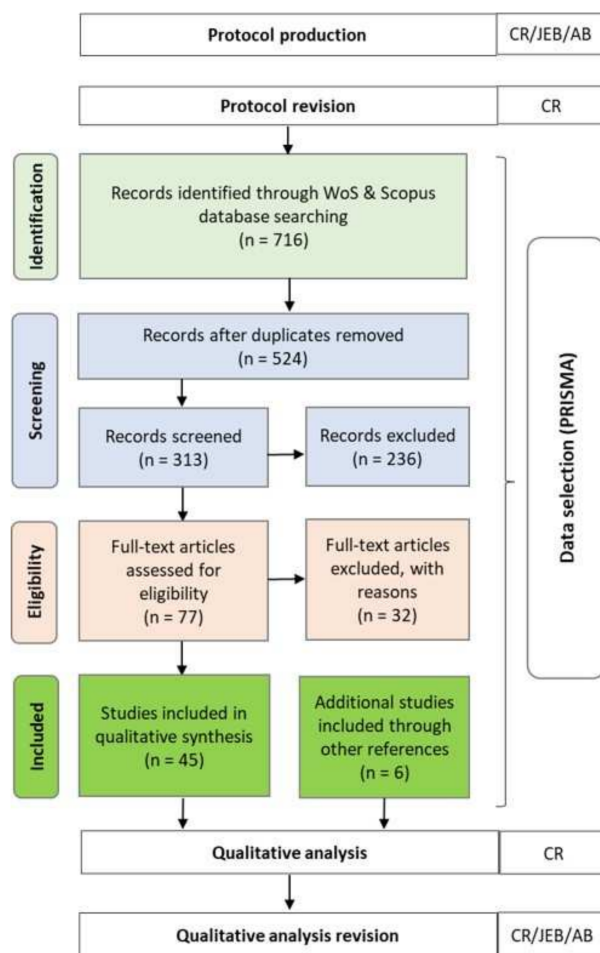 Protocol production
CR/JEB/AB
Protocol revision
CR
Identification
Records identified through WoS & Scopus
database searching
(n = 716)
Screening
Records after duplicates removed
(n = 524)
Records screened
(n = 313)
Records excluded
(n = 236)
Data selection (PRISMA)
Eligibility
Full-text articles
assessed for
eligibility
(n = 77)
Full-text articles
excluded, with
reasons
(n = 32)
Included
Studies included in
qualitative synthesis
(n = 45)
Additional studies
included through
other references
(n = 6)
Qualitative analysis
CR
Qualitative analysis revision
CR/JEB/AB